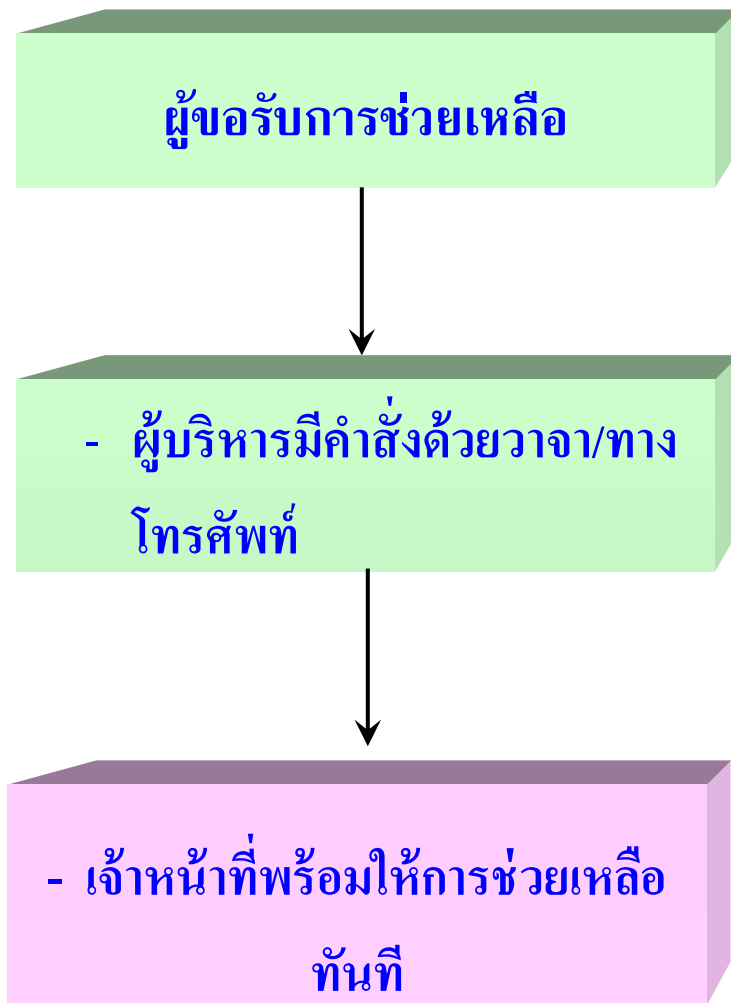 ผู้ขอรับการช่วยเหลือ
- ผู้บริหารมีคำสั่งด้วยวาจา/ทาง
โทรศัพท์
- เจ้าหน้าที่พร้อมให้การช่วยเหลือ
ทันที